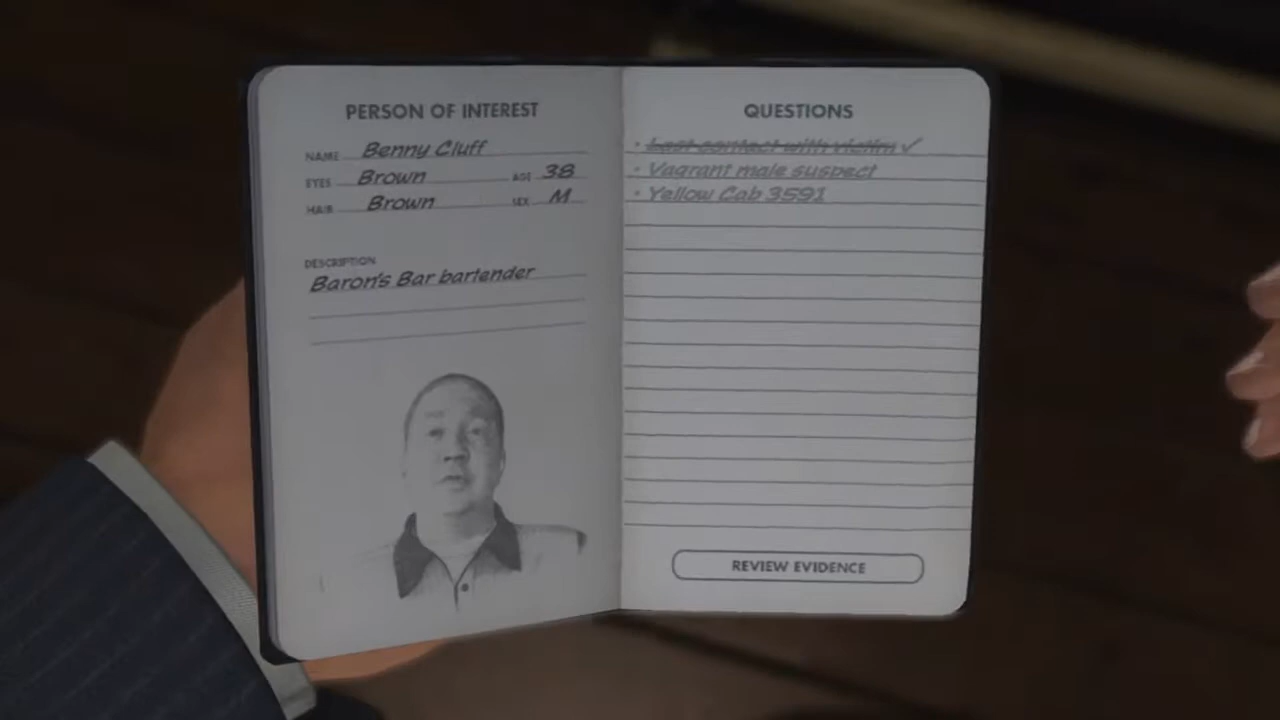 PERSON OF INTEREST
NAME Benny Cluff
EYES Brown AGE 38
HAIR Brown SEX M
DESCRIPTION
Baron's Bar bartender
QUESTIONS
• Last contact with victim ✓
• Vagrant male suspect
• Yellow Cab 3591
REVIEW EVIDENCE